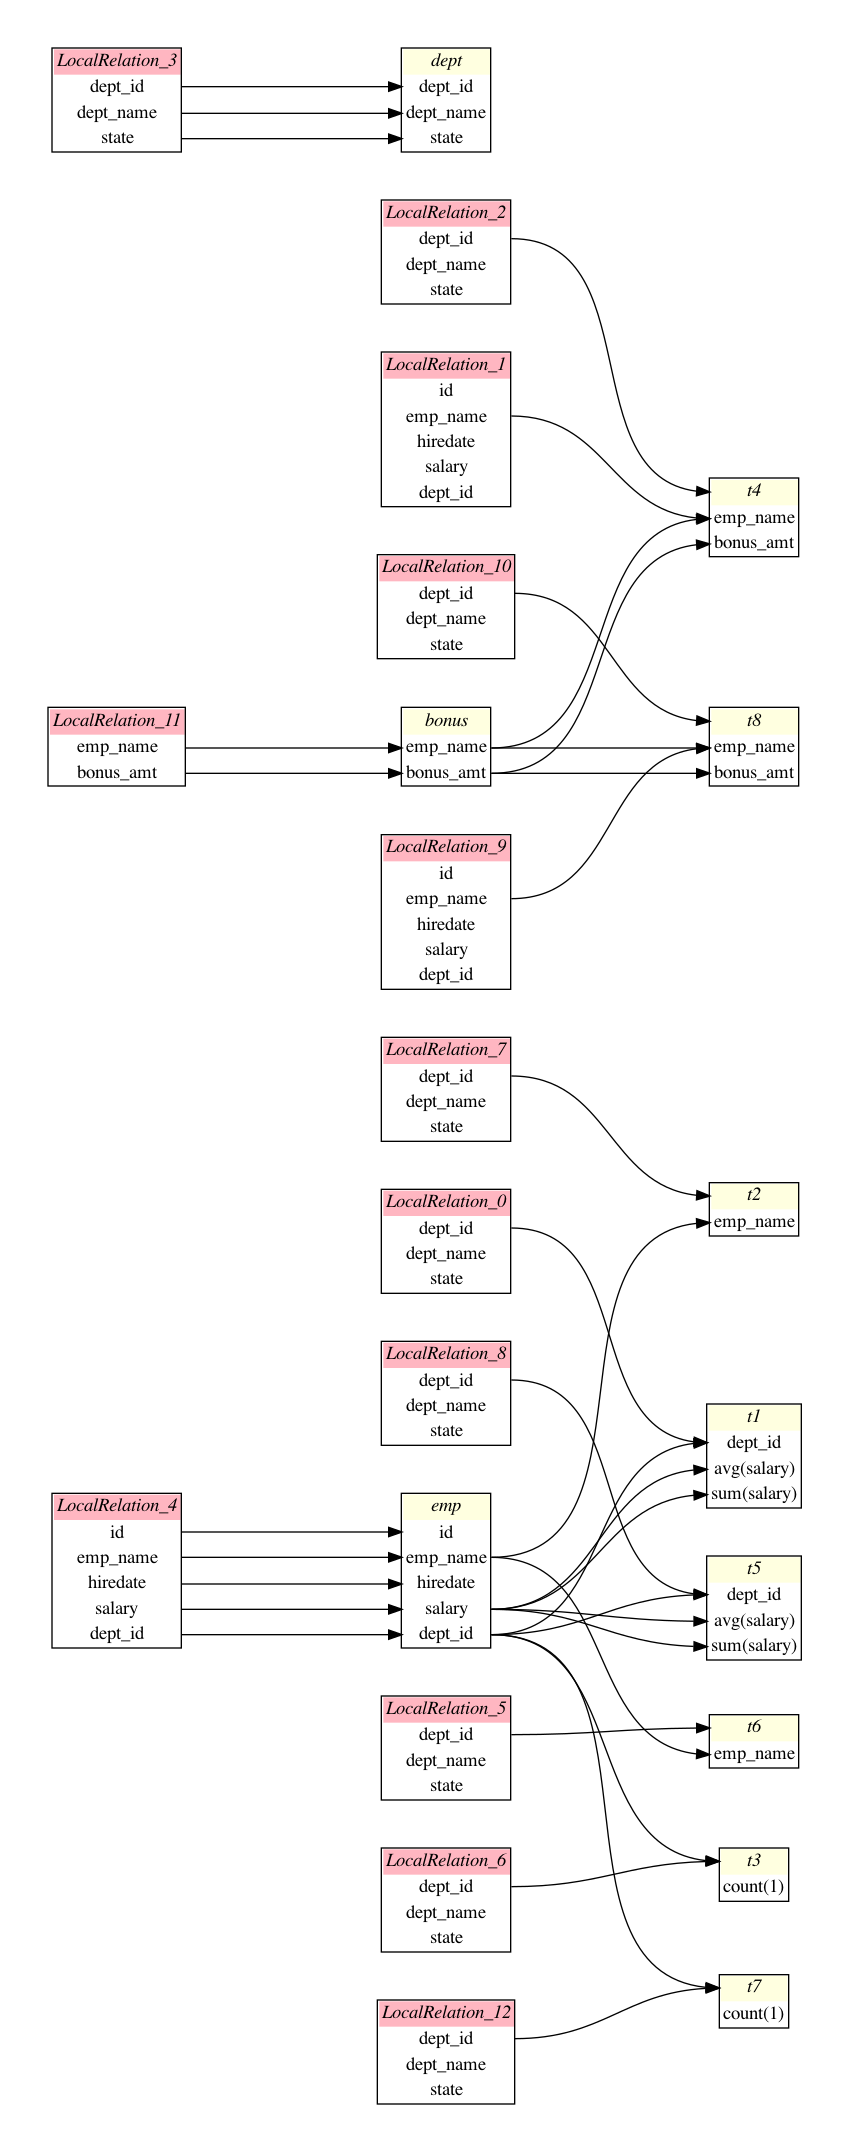 LocalRelation_3
dept_id
dept_name
state
dept
dept_id
dept_name
state
LocalRelation_2
dept_id
dept_name
state
LocalRelation_1
id
emp_name
hiredate
salary
dept_id
t4
emp_name
bonus_amt
LocalRelation_10
dept_id
dept_name
state
LocalRelation_11
emp_name
bonus_amt
bonus
emp_name
bonus_amt
t8
emp_name
bonus_amt
LocalRelation_9
id
emp_name
hiredate
salary
dept_id
LocalRelation_7
dept_id
dept_name
state
t2
emp_name
LocalRelation_0
dept_id
dept_name
state
LocalRelation_8
dept_id
dept_name
state
t1
dept_id
avg(salary)
sum(salary)
LocalRelation_4
id
emp_name
hiredate
salary
dept_id
emp
id
emp_name
hiredate
salary
dept_id
t5
dept_id
avg(salary)
sum(salary)
LocalRelation_5
dept_id
dept_name
state
t6
emp_name
LocalRelation_6
dept_id
dept_name
state
t3
count(1)
LocalRelation_12
dept_id
dept_name
state
t7
count(1)